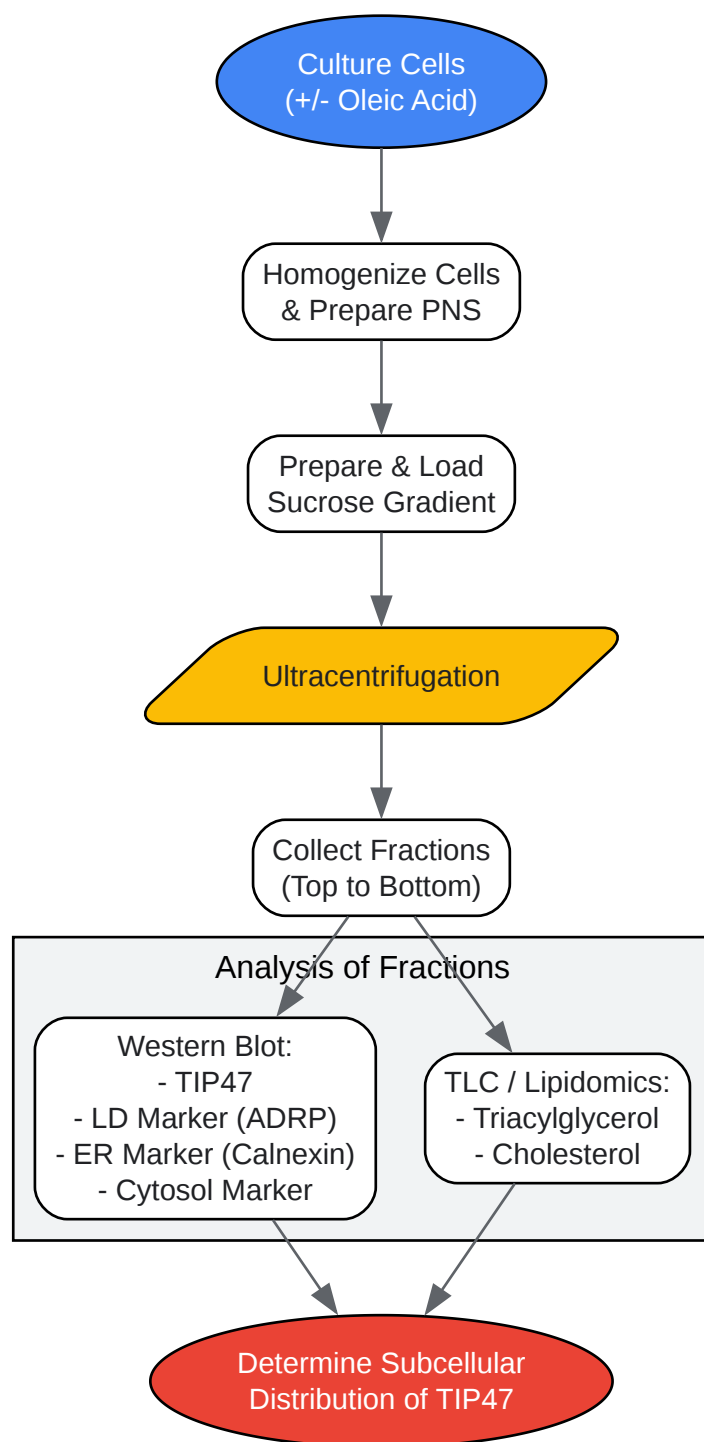 Culture Cells
(+/- Oleic Acid)
Homogenize Cells
& Prepare PNS
Prepare & Load
Sucrose Gradient
Ultracentrifugation
Collect Fractions
(Top to Bottom)
Analysis of Fractions
Western Blot:
- TIP47
- LD Marker (ADRP)
- ER Marker (Calnexin)
- Cytosol Marker
TLC / Lipidomics:
- Triacylglycerol
- Cholesterol
Determine Subcellular
Distribution of TIP47